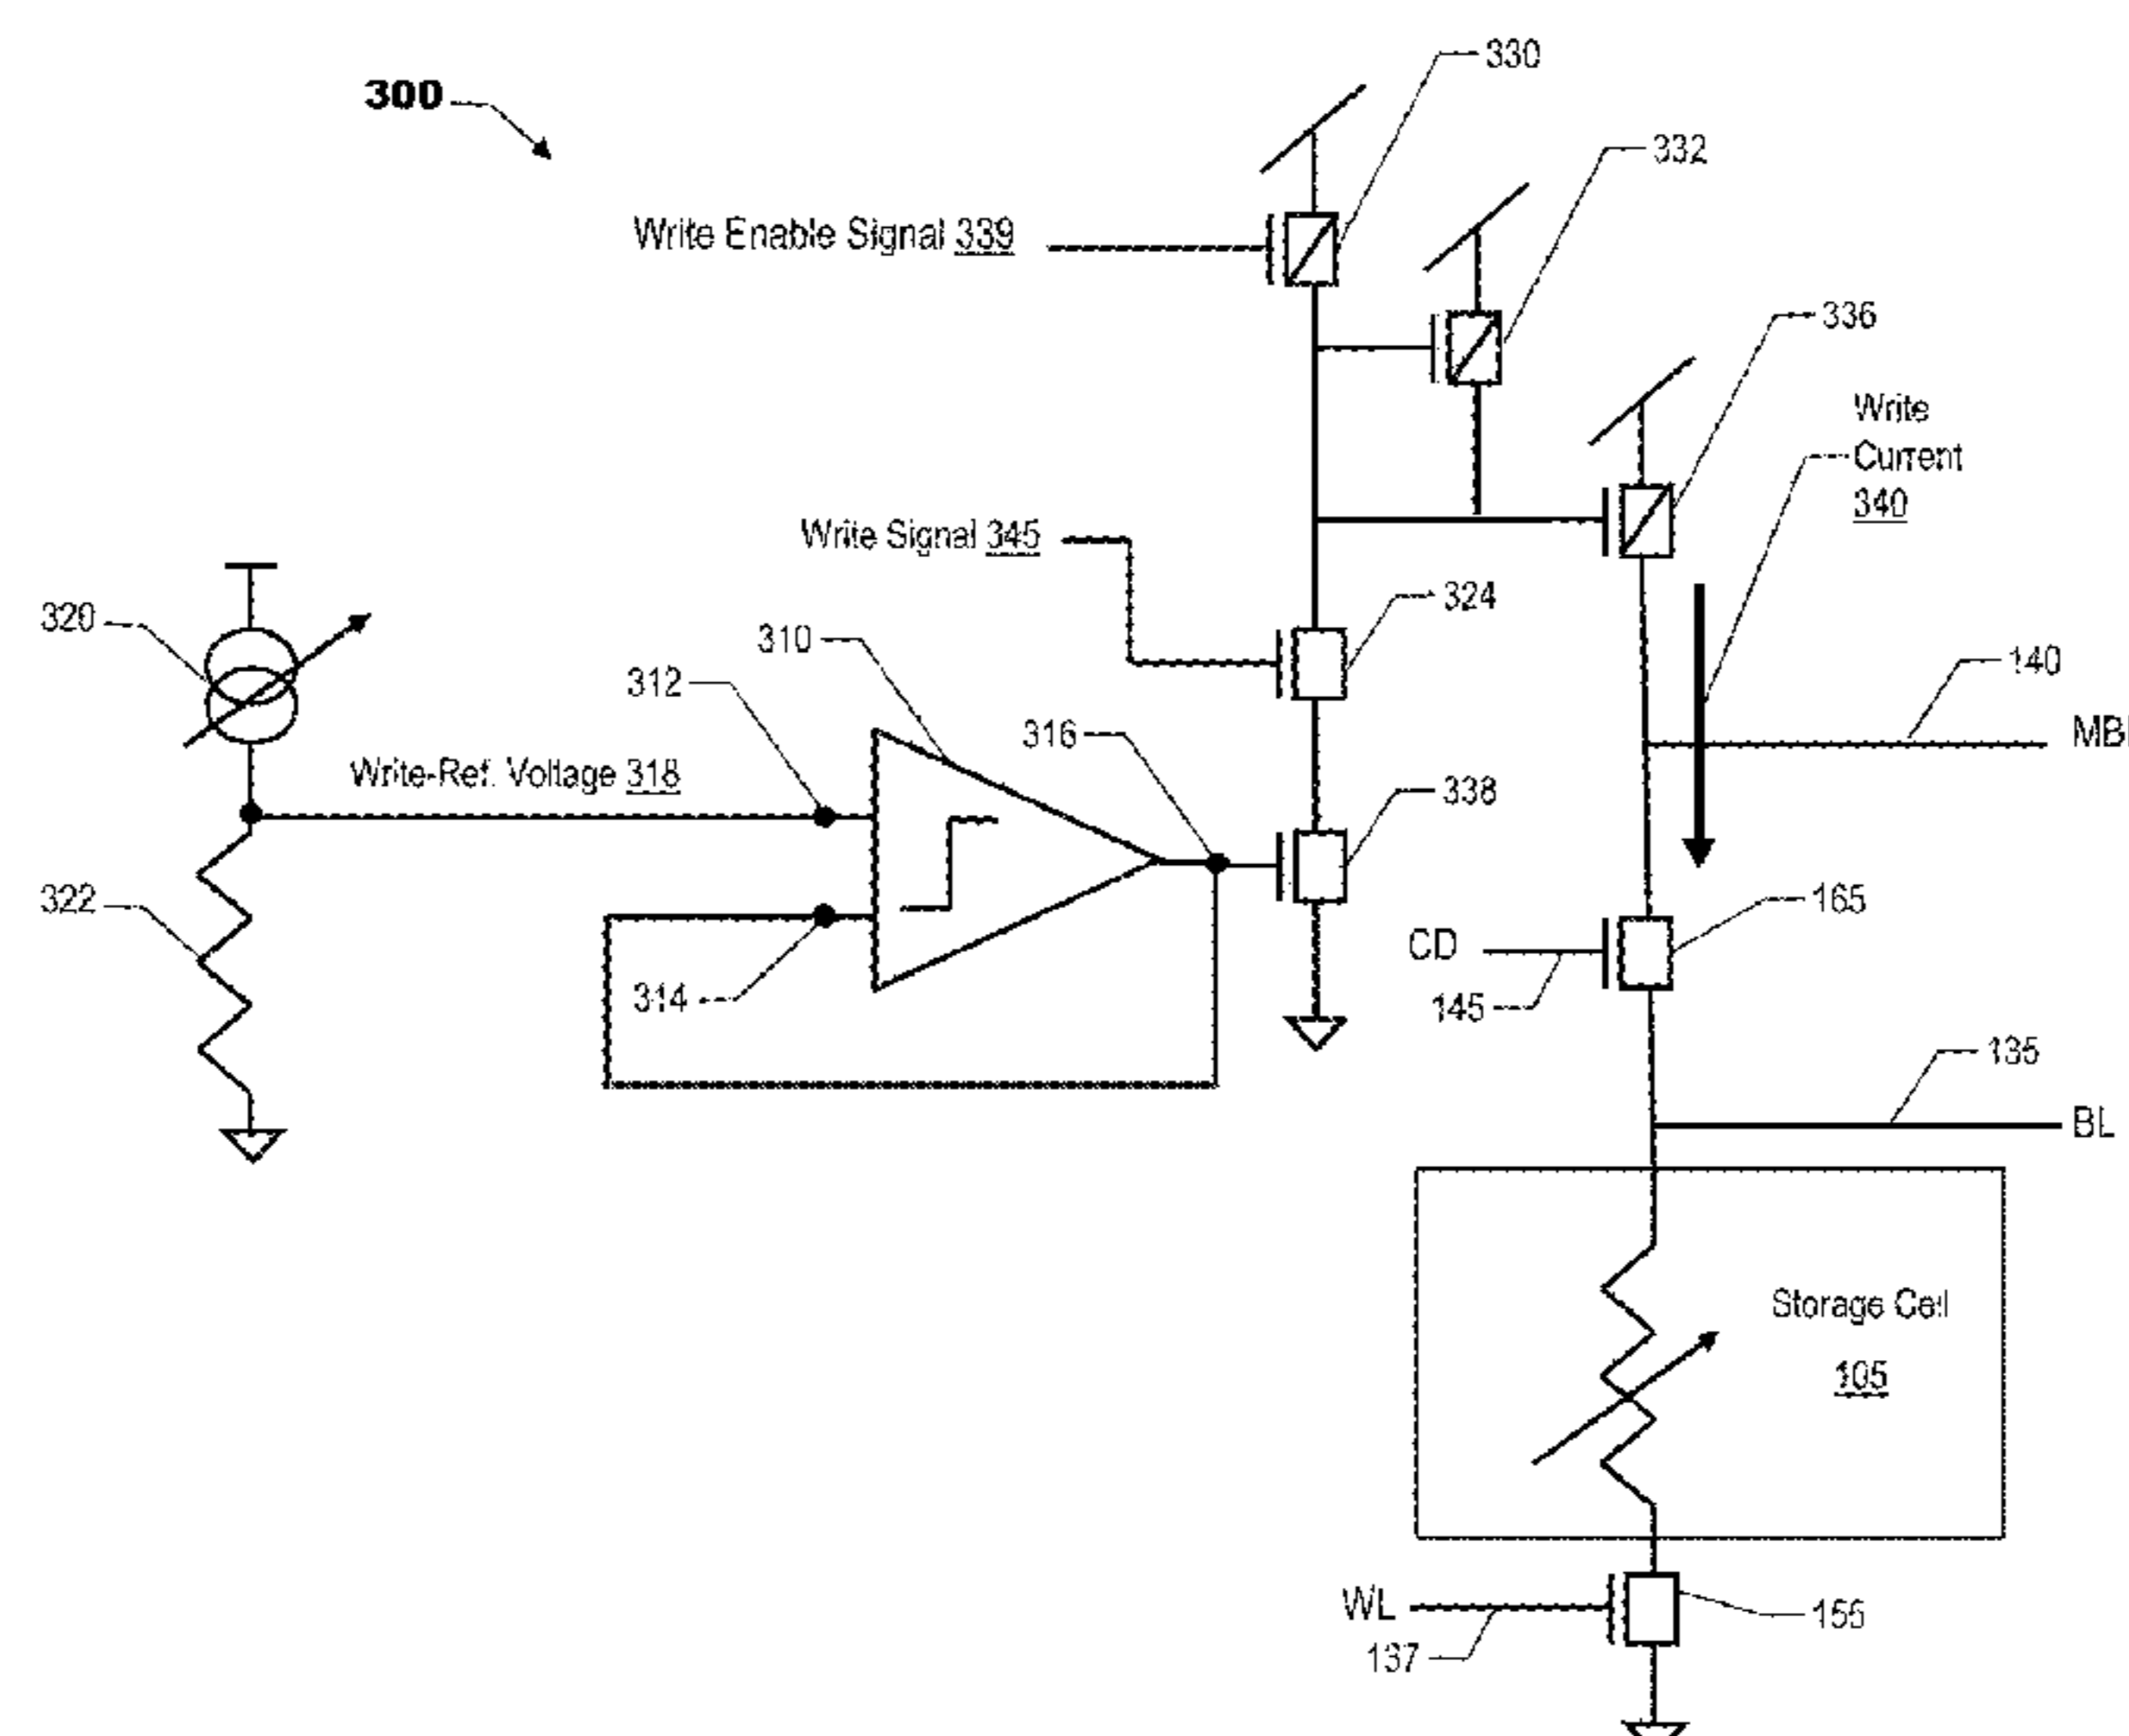 300
330
332
Write Enable Signal 339
336
Write
Current
340
Write Signal 345
324
320
310
312
140
316
MBL
Write-Ref. Voltage 318
338
322
165
CD
314
145
135
BL
Storage Cell
105
WL
155
137